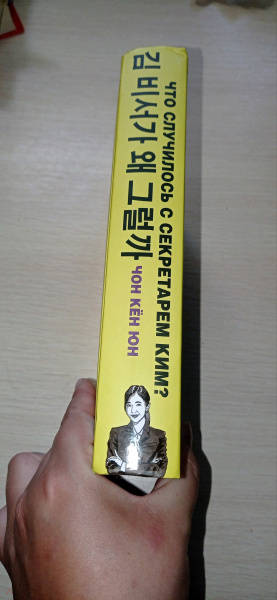 ЧТО СЛУЧИЛОСЬ С СЕКРЕТАРЕМ КИМ?
김 비서가 왜 그럴까
ЧОН КЁН ЮН